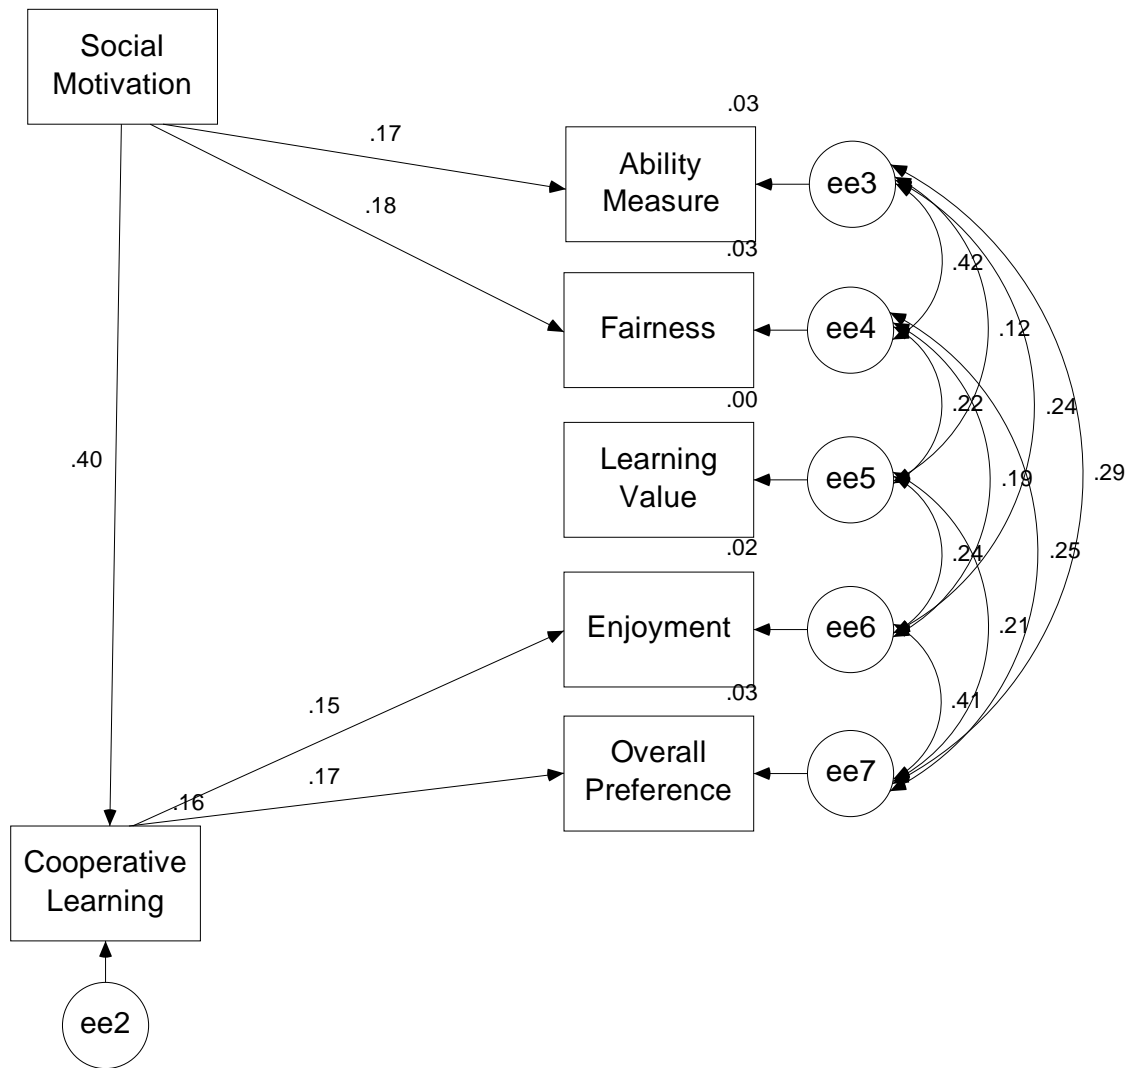 Social
Motivation
.03
.17
Ability
Measure
ee3
.18
.03
.42
Fairness
ee4
.12
.00
.22
.24
.40
Learning
Value
ee5
.19
.29
.02
.24
.25
Enjoyment
ee6
.21
.03
.15
.41
Overall
Preference
ee7
.17
.16
Cooperative
Learning
ee2